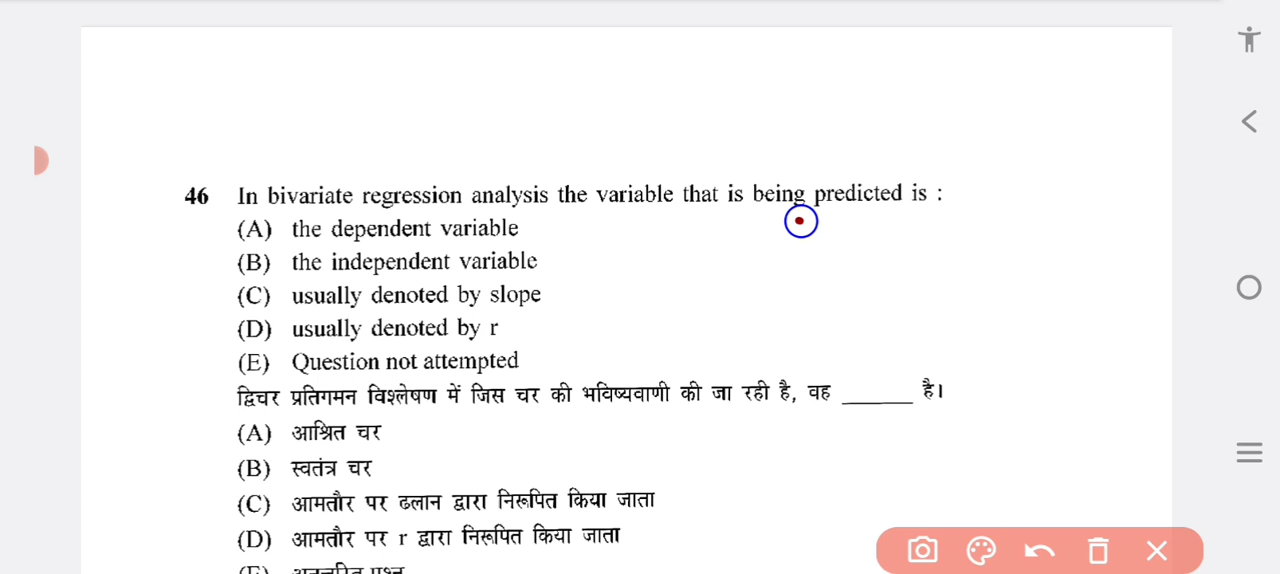 46 In bivariate regression analysis the variable that is being predicted is :
(A) the dependent variable
(B) the independent variable
(C) usually denoted by slope
(D) usually denoted by r
(E) Question not attempted
द्विचर प्रतिगमन विश्लेषण में जिस चर की भविष्यवाणी की जा रही है, वह ______ है।
(A) आश्रित चर
(B) स्वतंत्र चर
(C) आमतौर पर ढलान द्वारा निरूपित किया जाता
(D) आमतौर पर r द्वारा निरूपित किया जाता